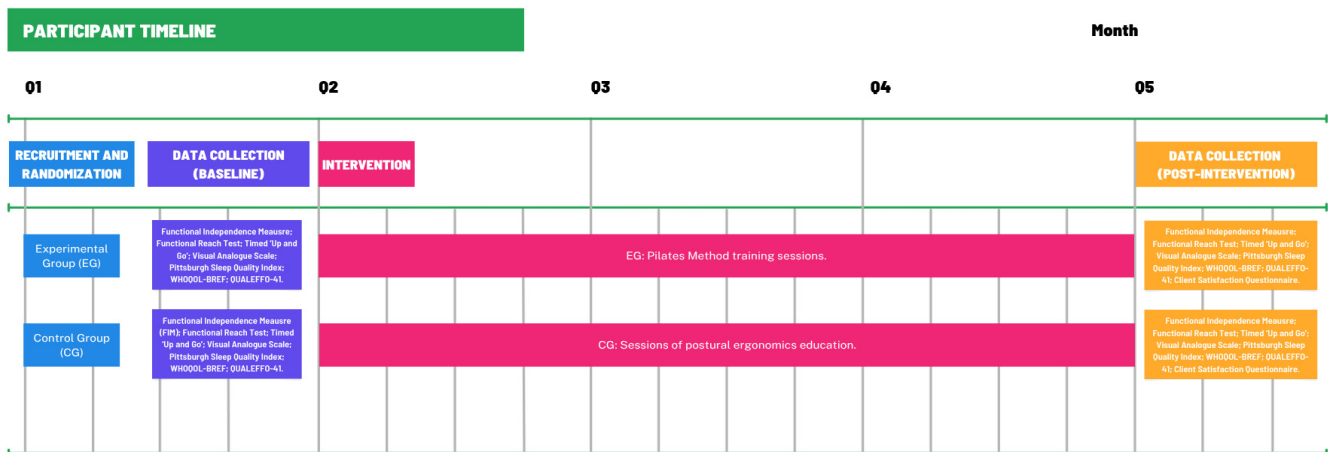 PARTICIPANT TIMELINE
Month
Q1
Q2
Q3
Q4
Q5
RECRUITMENT AND
RANDOMIZATION
DATA COLLECTION
(BASELINE)
INTERVENTION
DATA COLLECTION
(POST-INTERVENTION)
Experimental
Group (EG)
Functional Independence Meausre;
Functional Reach Test; Timed 'Up and
Go'; Visual Analogue Scale;
Pittsburgh Sleep Quality Index;
WHOQOL-BREF; QUALEFFO-41.
EG: Pilates Method training sessions.
Functional Independence Meausre;
Functional Reach Test; Timed 'Up and Go';
Visual Analogue Scale; Pittsburgh Sleep
Quality Index; WHOQOL-BREF; QUALEFFO-
41; Client Satisfaction Questionnaire.
Control Group
(CG)
Functional Independence Meausre
(FIM); Functional Reach Test; Timed
'Up and Go'; Visual Analogue Scale;
Pittsburgh Sleep Quality Index;
WHOQOL-BREF; QUALEFFO-41.
CG: Sessions of postural ergonomics education.
Functional Independence Meausre;
Functional Reach Test; Timed 'Up and Go';
Visual Analogue Scale; Pittsburgh Sleep
Quality Index; WHOQOL-BREF; QUALEFFO-
41; Client Satisfaction Questionnaire.